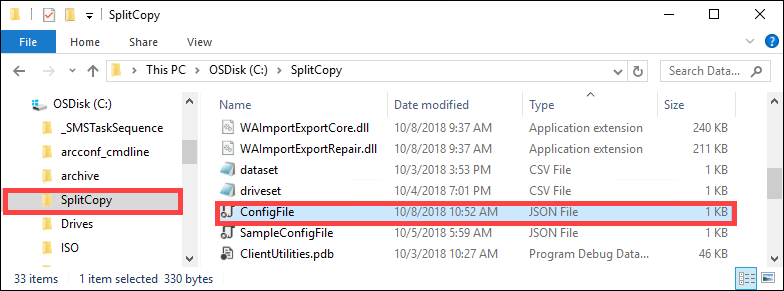 SplitCopy
File Home Share View
This PC OSDisk (C:) SplitCopy Search Data...
OSDisk (C:)
_SMSTaskSequence
arcconf_cmdline
archive
SplitCopy
Drives
ISO
Name Date modified Type Size
WAImportExportCore.dll 10/8/2018 9:37 AM Application extension 240 KB
WAImportExportRepair.dll 10/8/2018 9:37 AM Application extension 211 KB
dataset 10/3/2018 3:53 PM CSV File 1 KB
driveset 10/4/2018 7:01 PM CSV File 1 KB
ConfigFile 10/8/2018 10:52 AM JSON File 1 KB
SampleConfigFile 10/5/2018 5:59 AM JSON File 1 KB
ClientUtilities.pdb 10/3/2018 10:27 AM Program Debug Data... 46 KB
33 items 1 item selected 330 bytes